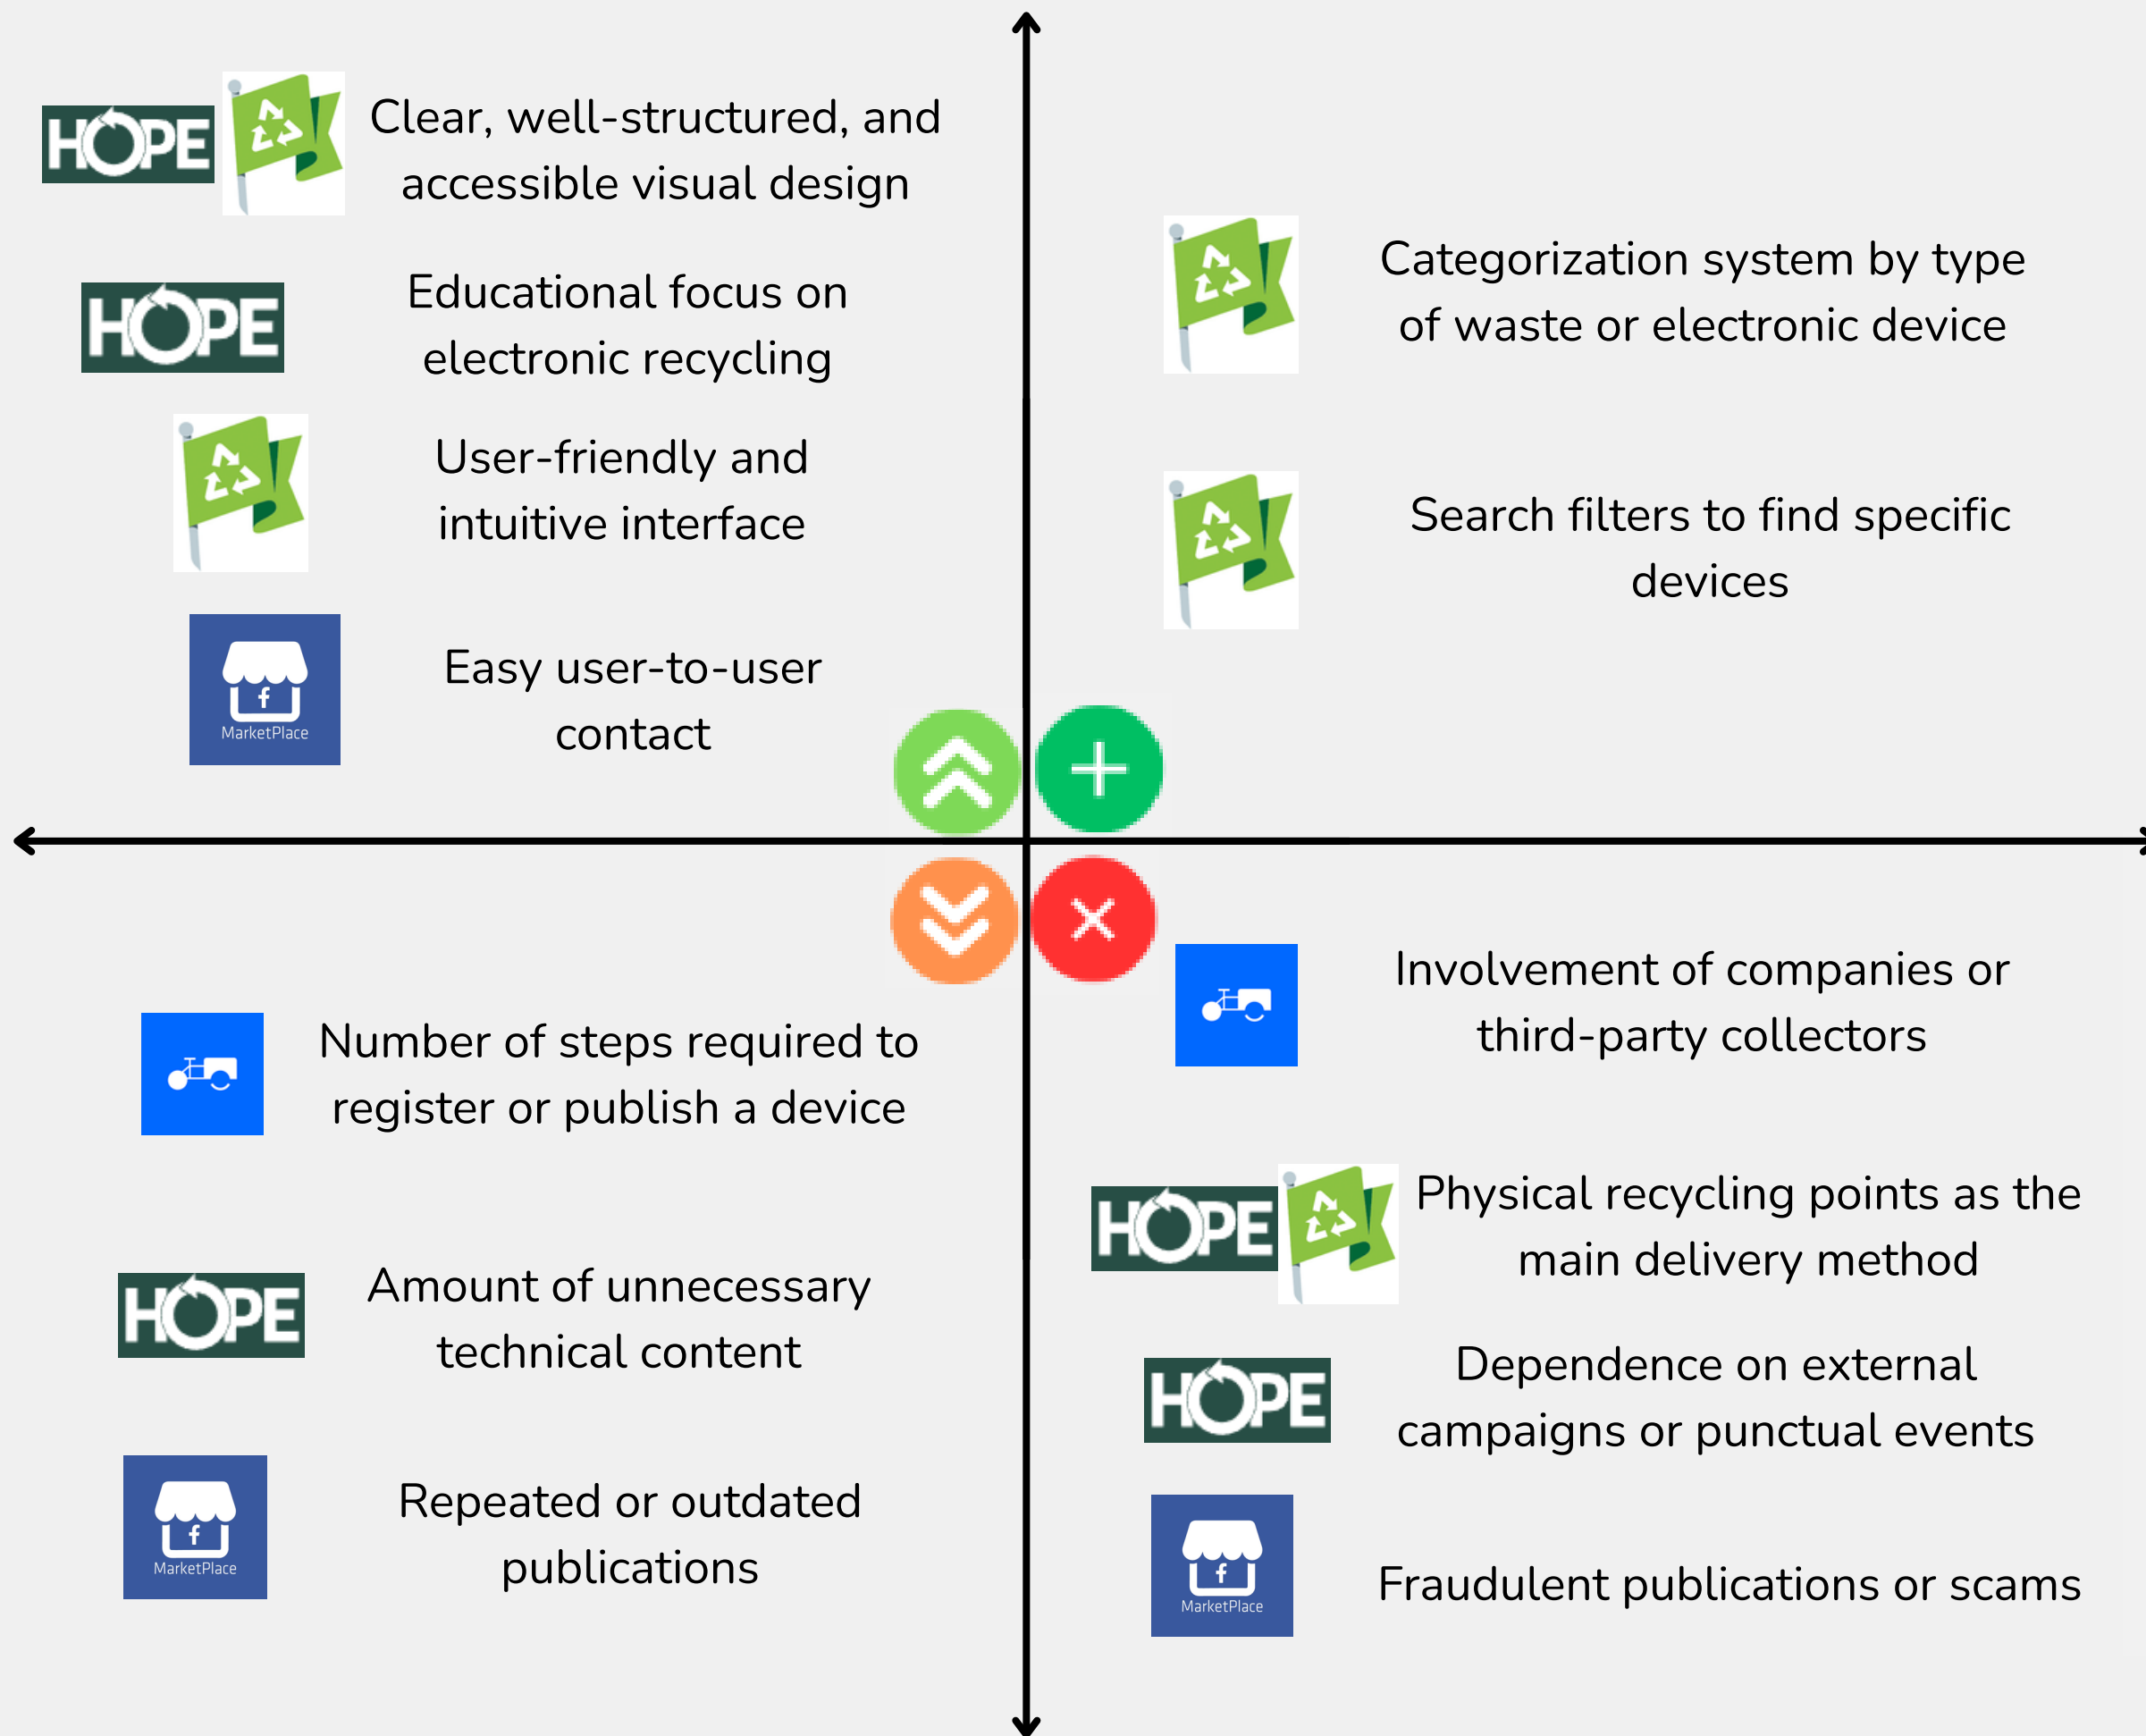 HOPE
Clear, well-structured, and
accessible visual design
HOPE
Educational focus on
electronic recycling
User-friendly and
intuitive interface
f
MarketPlace
Easy user-to-user
contact
Categorization system by type
of waste or electronic device
Search filters to find specific
devices
Number of steps required to
register or publish a device
HOPE
Amount of unnecessary
technical content
f
MarketPlace
Repeated or outdated
publications
Involvement of companies or
third-party collectors
HOPE
Physical recycling points as the
main delivery method
HOPE
Dependence on external
campaigns or punctual events
f
MarketPlace
Fraudulent publications or scams